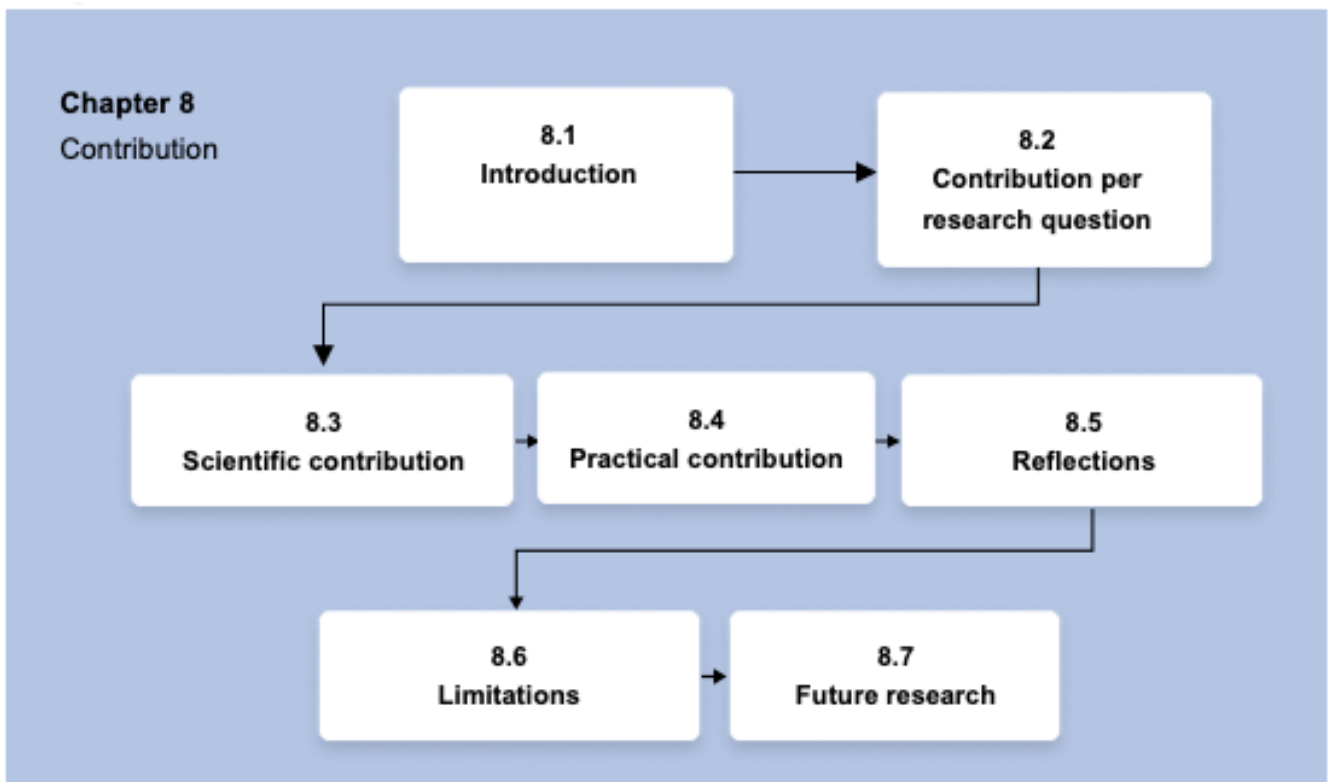 Chapter 8
Contribution
8.1
Introduction
8.2
Contribution per
research question
8.3
Scientific contribution
8.4
Practical contribution
8.5
Reflections
8.6
Limitations
8.7
Future research